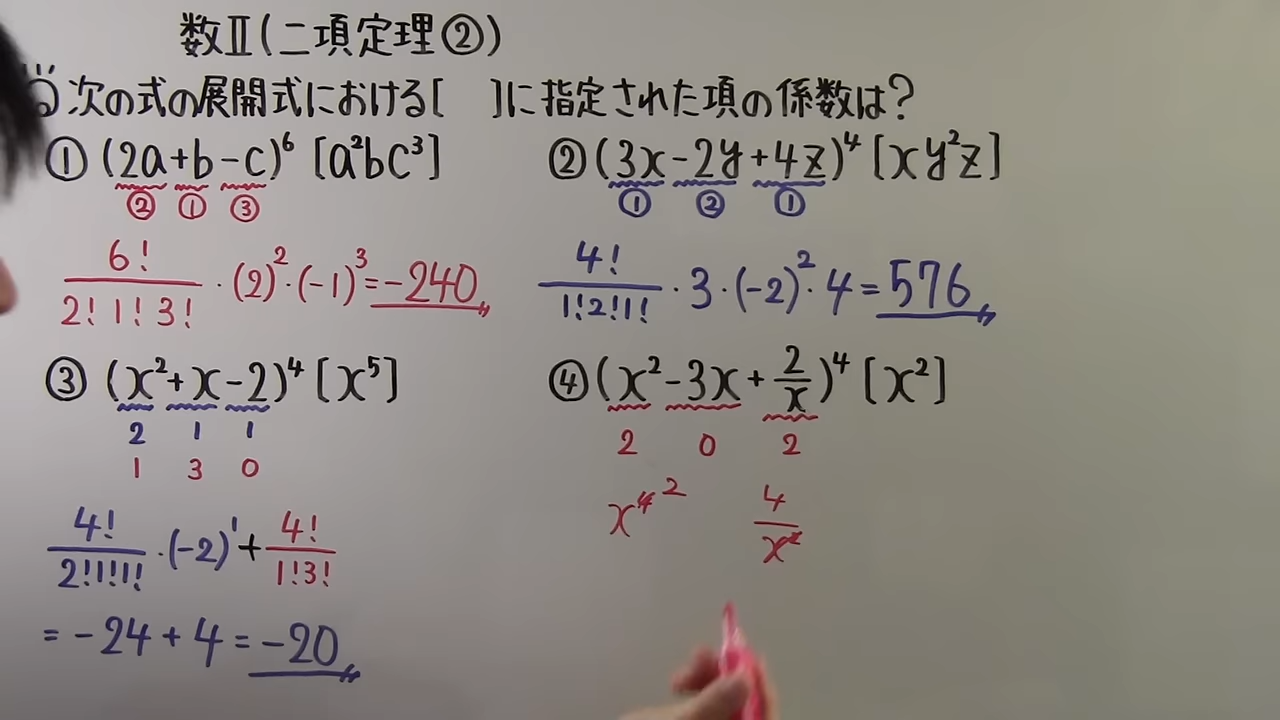 数Ⅱ(二項定理②)
次の式の展開式における[ ]に指定された項の係数は?
① (2a+b-c)⁶ [a²bc³]
② ① ③
6!/(2! 1! 3!) ・(2)²・(-1)³=-240
② (3x-2y+4z)⁴ [xy²z]
① ② ①
4!/(1!2!1!) ・3・(-2)²・4=576
③ (x²+x-2)⁴ [x⁵]
2 1 1
1 3 0
4!/(2!1!1!) ・(-2)¹+4!/(1!3!)
=-24+4=-20
④ (x²-3x+2/x)⁴ [x²]
2 0 2
x⁴ ² 4/x²